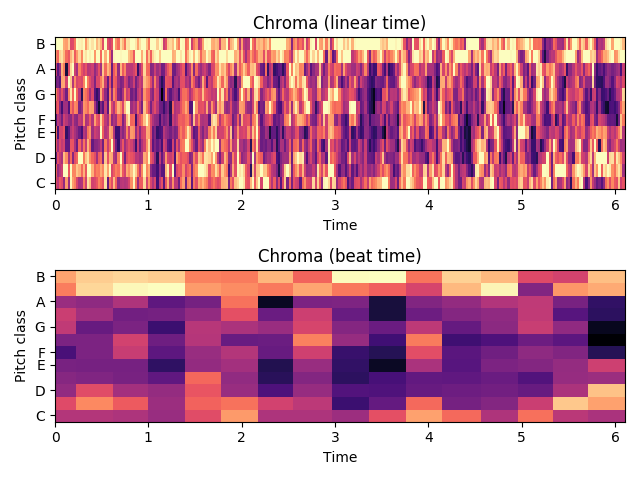 Chroma (linear time)
Pitch class
B
A
G
F
E
D
C
0 1 2 3 4 5 6
Time
Chroma (beat time)
Pitch class
B
A
G
F
E
D
C
0 1 2 3 4 5 6
Time